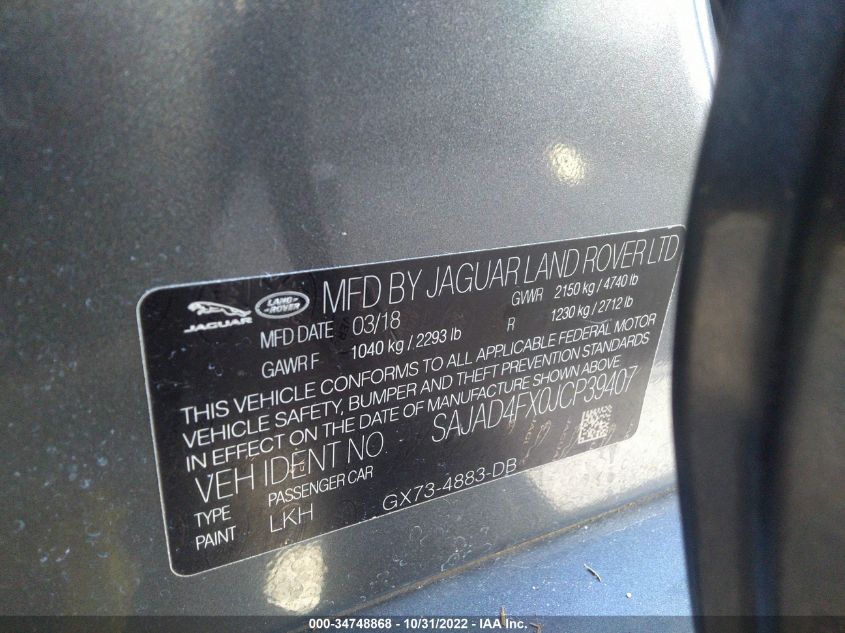 JAGUAR
LAND ROVER
MFD BY JAGUAR LAND ROVER LTD
MFD DATE 03/18 GVWR 2150 kg / 4740 lb
GAWR F 1040 kg / 2293 lb R 1230 kg / 2712 lb
THIS VEHICLE CONFORMS TO ALL APPLICABLE FEDERAL MOTOR
VEHICLE SAFETY, BUMPER AND THEFT PREVENTION STANDARDS
IN EFFECT ON THE DATE OF MANUFACTURE SHOWN ABOVE
VEH IDENT NO SAJAD4FX0JCP39407
TYPE PASSENGER CAR
PAINT LKH GX73-4883-DB
000-34748868 - 10/31/2022 - IAA Inc.